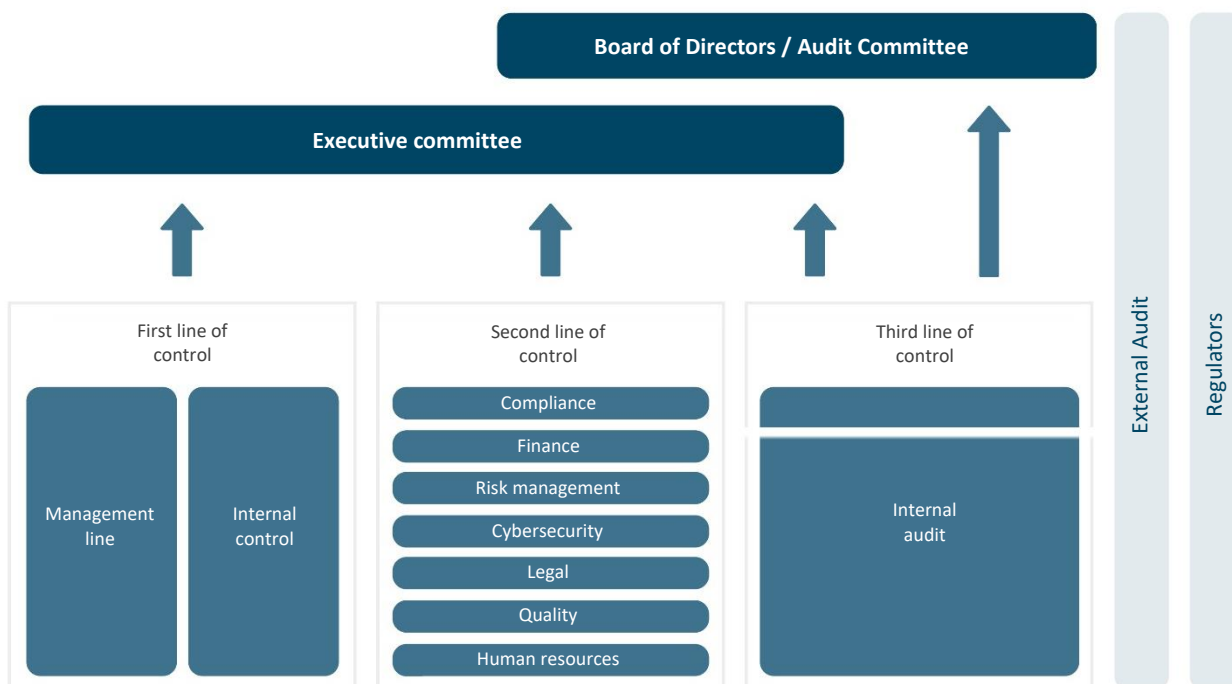 Board of Directors / Audit Committee
Executive committee
First line of
control
Management
line
Internal
control
Second line of
control
Compliance
Finance
Risk management
Cybersecurity
Legal
Quality
Human resources
Third line of
control
Internal
audit
External Audit
Regulators